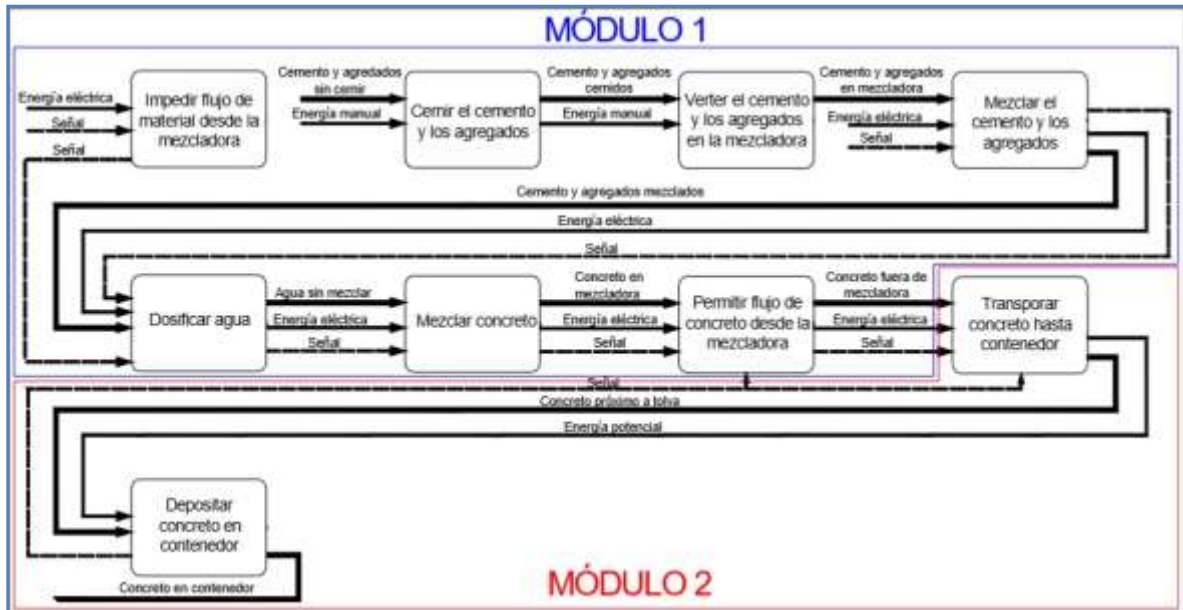 MÓDULO 1
Energía eléctrica
Señal
Señal
Impedir flujo de
material desde la
mezcladora
Cemento y agredados
sin cernir
Energía manual
Cernir el cemento
y los agregados
Cemento y agregados
cernidos
Energía manual
Verter el cemento
y los agregados
en la mezcladora
Cemento y agregados
en mezcladora
Energía eléctrica
Señal
Mezclar el
cemento y los
agregados
Cemento y agregados mezclados
Energía eléctrica
Señal
Dosificar agua
Agua sin mezclar
Energía eléctrica
Señal
Mezclar concreto
Concreto en
mezcladora
Energía eléctrica
Señal
Permitir flujo de
concreto desde la
mezcladora
Concreto fuera de
mezcladora
Energía eléctrica
Señal
Transporar
concreto hasta
contenedor
Señal
Concreto próximo a tolva
Energía potencial
Depositar
concreto en
contenedor
Concreto en contenedor
MÓDULO 2